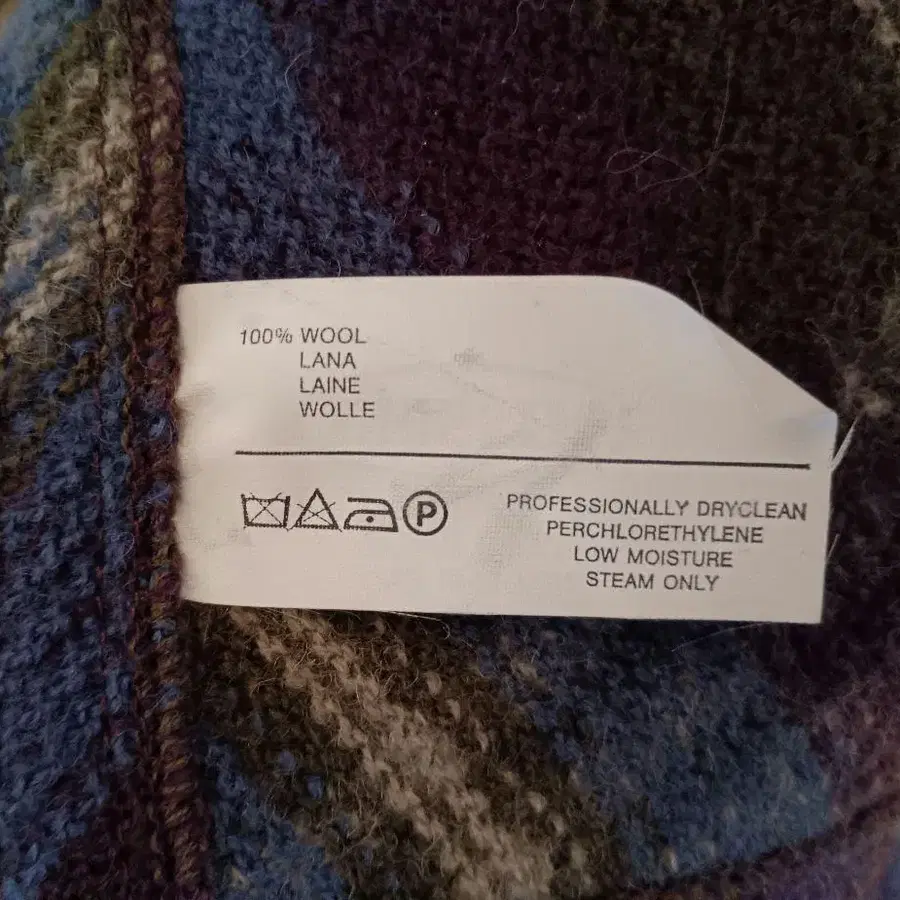 100% WOOL
LANA
LAINE
WOLLE
P
PROFESSIONALLY DRYCLEAN
PERCHLORETHYLENE
LOW MOISTURE
STEAM ONLY